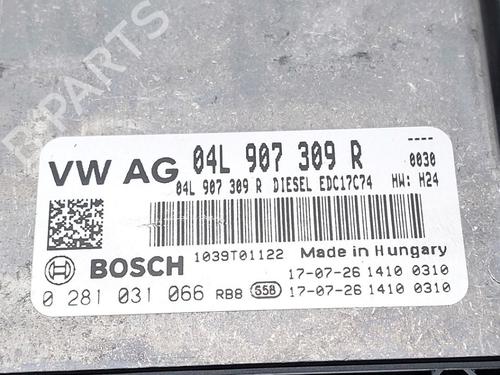 B-PARTS
VW AG 04L 907 309 R
----
0030
04L 907 309 R DIESEL EDC17C74 HW: H24
1039T01122 Made in Hungary
BOSCH 17-07-26 1410 0310
0 281 031 066 RBB 558 17-07-26 1410 0310